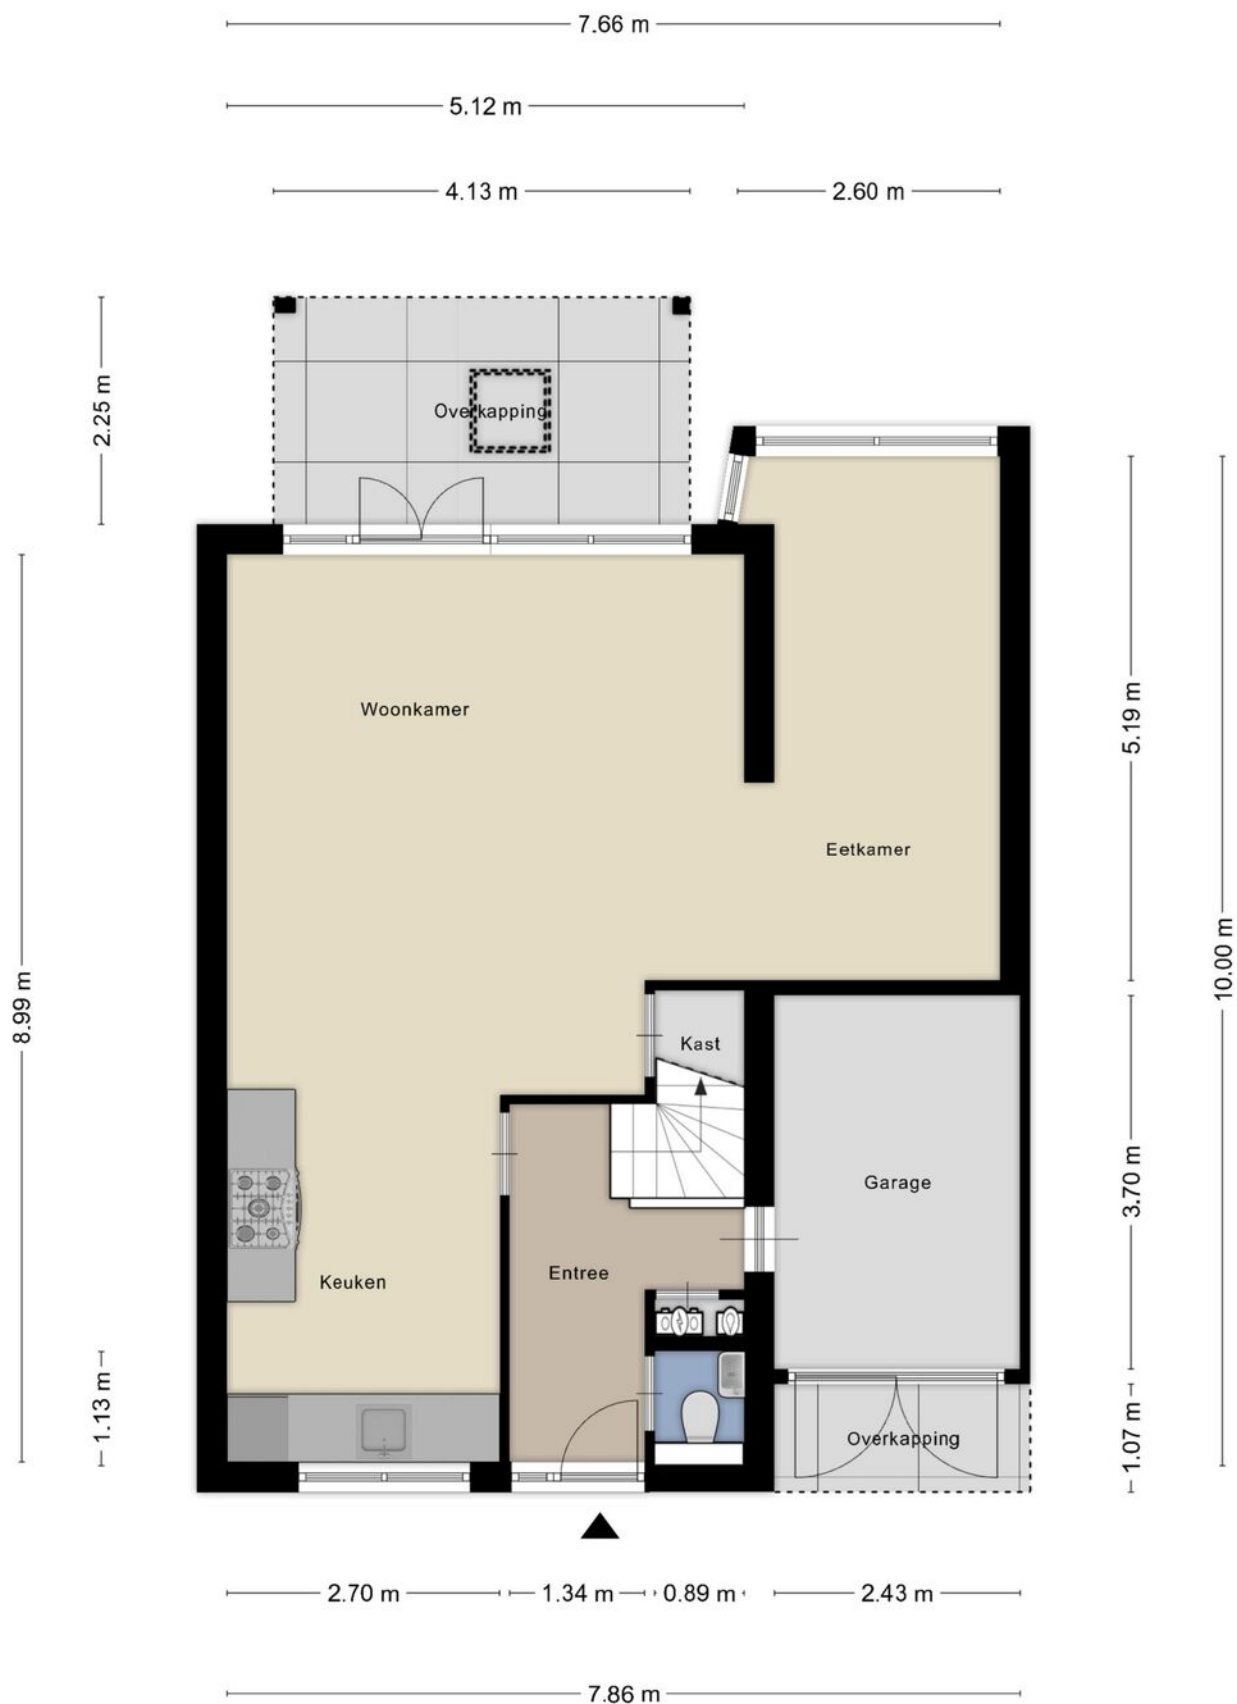 7.66 m
5.12 m
4.13 m
2.60 m
2.25 m
Overkapping
Woonkamer
5.19 m
Eetkamer
10.00 m
8.99 m
Kast
Garage
3.70 m
Entree
Keuken
1.13 m
1.07 m
Overkapping
2.70 m
1.34 m
0.89 m
2.43 m
7.86 m